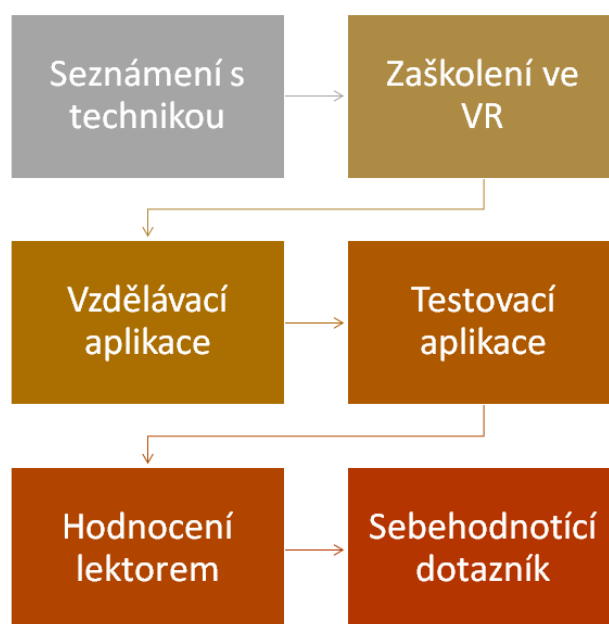 Seznámení s
technikou
Zaškolení ve
VR
Vzdělávací
aplikace
Testovací
aplikace
Hodnocení
lektorem
Sebehodnotící
dotazník